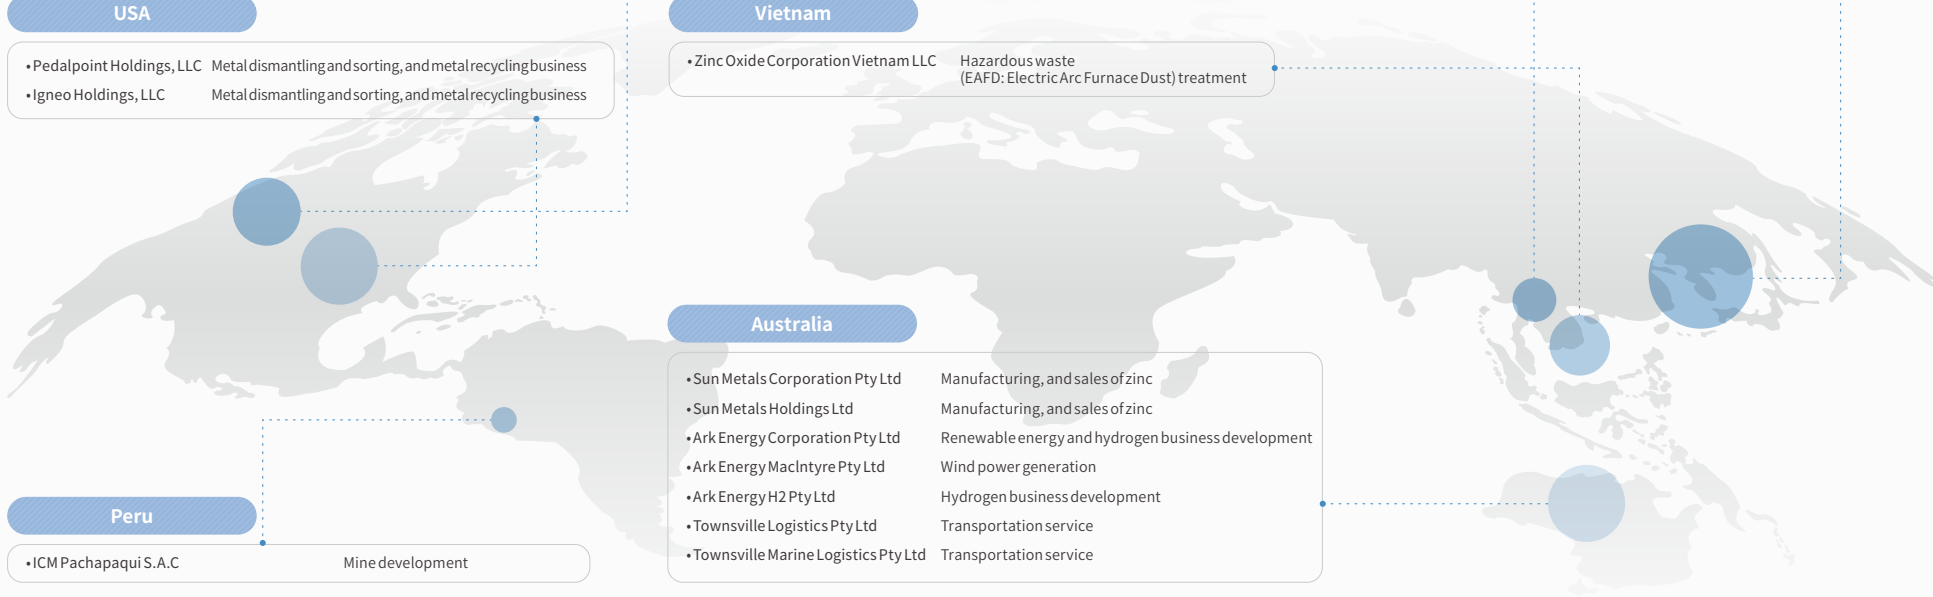 USA
•Pedalpoint Holdings, LLC Metal dismantling and sorting, and metal recycling business
•Igneo Holdings, LLC Metal dismantling and sorting, and metal recycling business
Vietnam
•Zinc Oxide Corporation Vietnam LLC Hazardous waste
(EAFD: Electric Arc Furnace Dust) treatment
Australia
•Sun Metals Corporation Pty Ltd Manufacturing, and sales of zinc
•Sun Metals Holdings Ltd Manufacturing, and sales of zinc
•Ark Energy Corporation Pty Ltd Renewable energy and hydrogen business development
•Ark Energy Maclntyre Pty Ltd Wind power generation
•Ark Energy H2 Pty Ltd Hydrogen business development
•Townsville Logistics Pty Ltd Transportation service
•Townsville Marine Logistics Pty Ltd Transportation service
Peru
•ICM Pachapaqui S.A.C Mine development